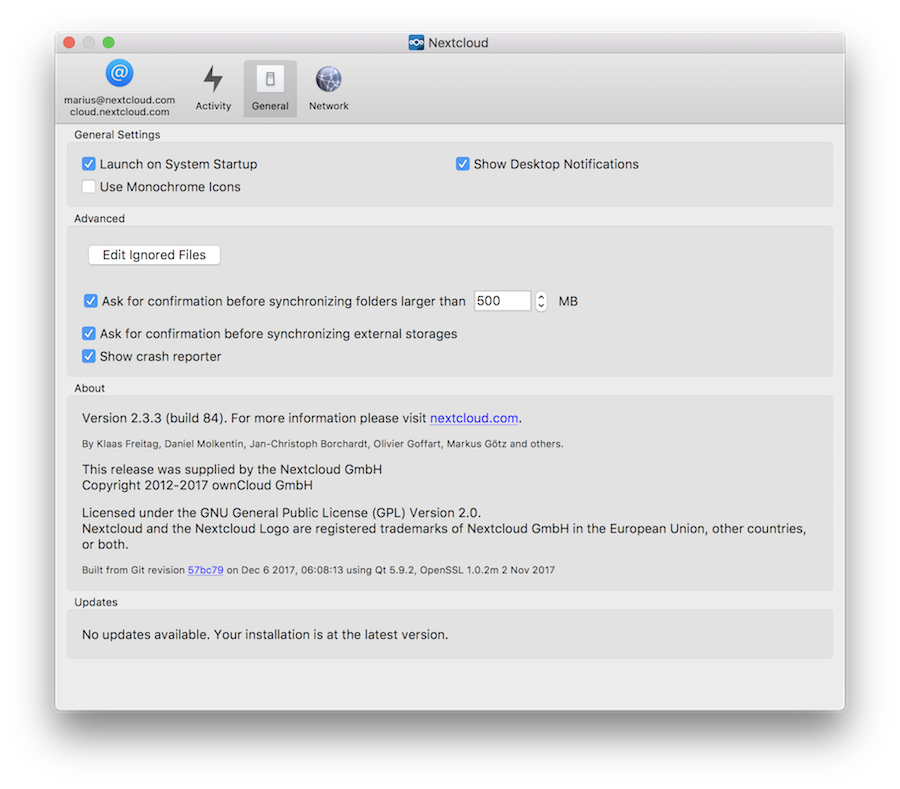 Nextcloud
marius@nextcloud.com
cloud.nextcloud.com
Activity
General
Network
General Settings
Launch on System Startup
Show Desktop Notifications
Use Monochrome Icons
Advanced
Edit Ignored Files
Ask for confirmation before synchronizing folders larger than 500 MB
Ask for confirmation before synchronizing external storages
Show crash reporter
About
Version 2.3.3 (build 84). For more information please visit nextcloud.com.
By Klaas Freitag, Daniel Molkentin, Jan-Christoph Borchardt, Olivier Goffart, Markus Götz and others.
This release was supplied by the Nextcloud GmbH
Copyright 2012-2017 ownCloud GmbH
Licensed under the GNU General Public License (GPL) Version 2.0.
Nextcloud and the Nextcloud Logo are registered trademarks of Nextcloud GmbH in the European Union, other countries,
or both.
Built from Git revision 57bc79 on Dec 6 2017, 06:08:13 using Qt 5.9.2, OpenSSL 1.0.2m 2 Nov 2017
Updates
No updates available. Your installation is at the latest version.